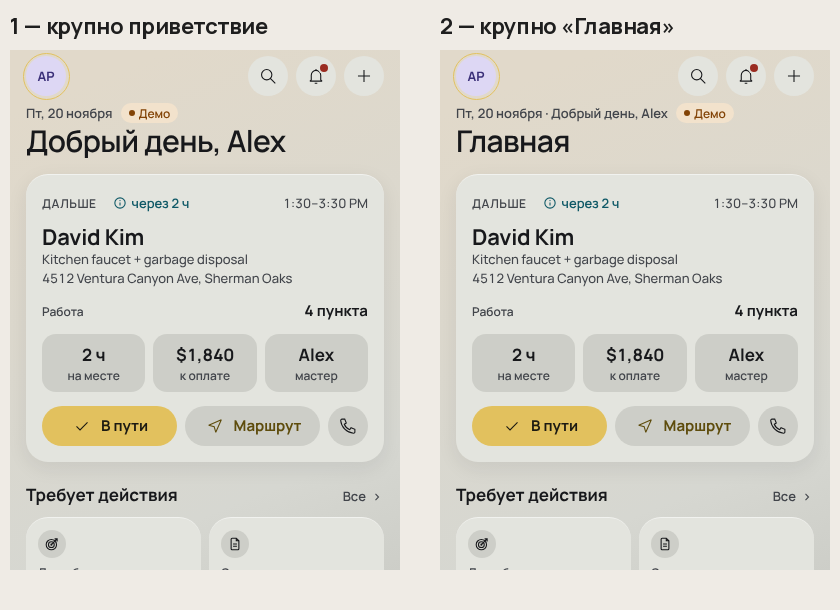 1 — крупно приветствие
AP
Пт, 20 ноября Демо
Добрый день, Alex
ДАЛЬШЕ через 2 ч 1:30–3:30 PM
David Kim
Kitchen faucet + garbage disposal
4512 Ventura Canyon Ave, Sherman Oaks
Работа 4 пункта
2 ч $1,840 Alex
на месте к оплате мастер
В пути Маршрут
Требует действия Все
2 — крупно «Главная»
AP
Пт, 20 ноября · Добрый день, Alex Демо
Главная
ДАЛЬШЕ через 2 ч 1:30–3:30 PM
David Kim
Kitchen faucet + garbage disposal
4512 Ventura Canyon Ave, Sherman Oaks
Работа 4 пункта
2 ч $1,840 Alex
на месте к оплате мастер
В пути Маршрут
Требует действия Все